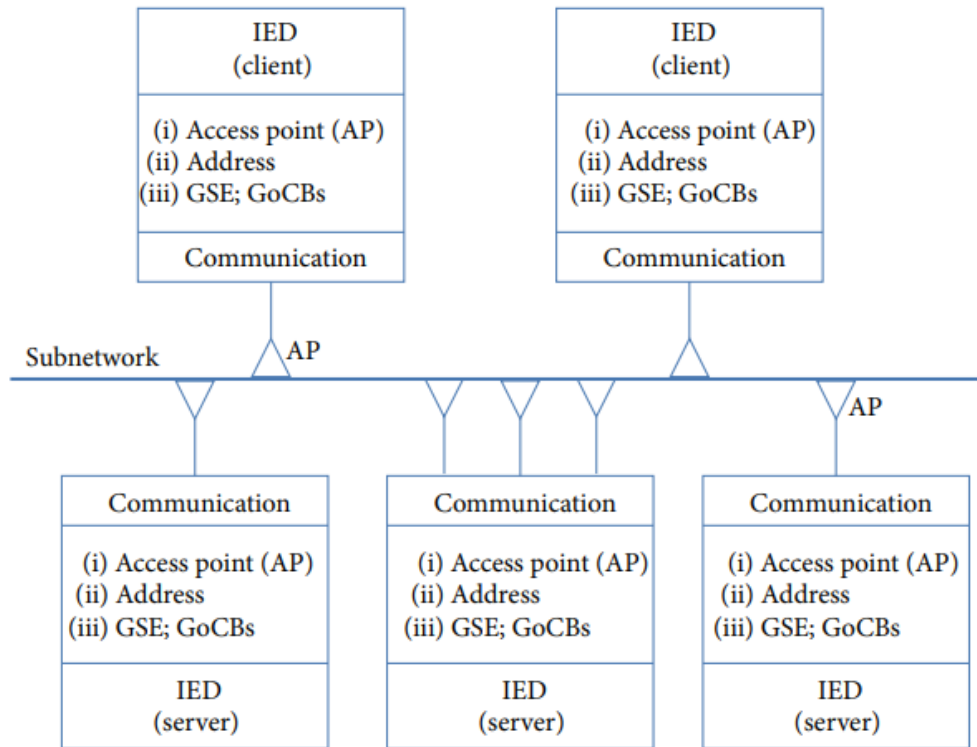 IED
(client)
(i) Access point (AP)
(ii) Address
(iii) GSE; GoCBs
Communication
IED
(client)
(i) Access point (AP)
(ii) Address
(iii) GSE; GoCBs
Communication
AP
Subnetwork
AP
Communication
(i) Access point (AP)
(ii) Address
(iii) GSE; GoCBs
IED
(server)
Communication
(i) Access point (AP)
(ii) Address
(iii) GSE; GoCBs
IED
(server)
Communication
(i) Access point (AP)
(ii) Address
(iii) GSE; GoCBs
IED
(server)